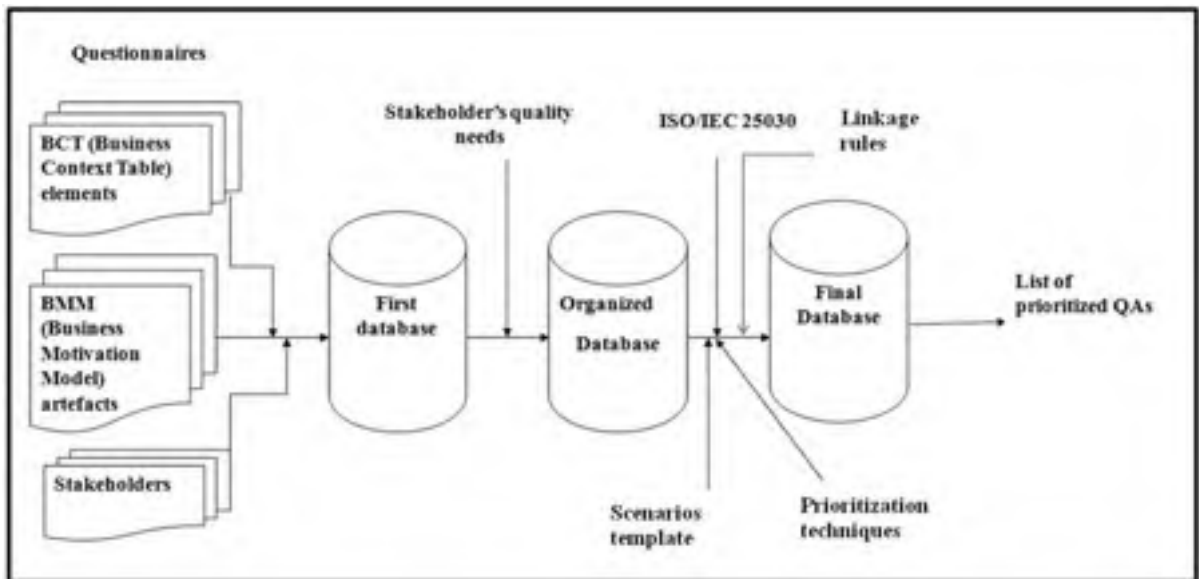 Questionnaires
BCT (Business
Context Table)
elements
BMM
(Business
Motivation
Model)
artefacts
Stakeholders
First
database
Stakeholder's quality
needs
Organized
Database
ISO/IEC 25030
Linkage
rules
Scenarios
template
Prioritization
techniques
Final
Database
List of
prioritized QAs